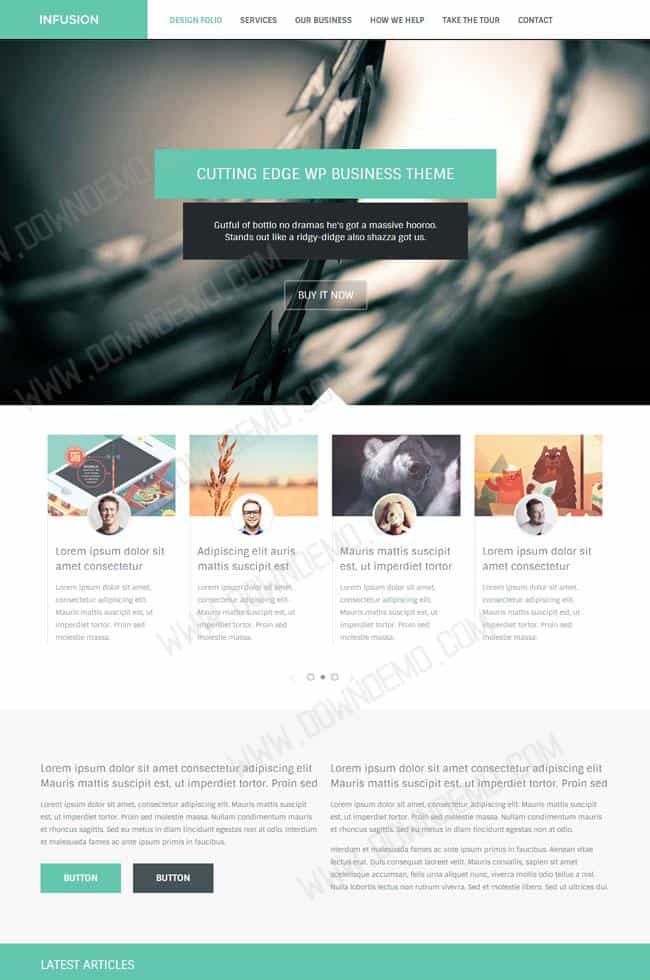 INFUSION
DESIGN FOLIO SERVICES OUR BUSINESS HOW WE HELP TAKE THE TOUR CONTACT
CUTTING EDGE WP BUSINESS THEME
Gutful of bottlo no dramas he's got a massive hooroo.
Stands out like a ridgy-didge also shazza got us.
BUY IT NOW
Lorem ipsum dolor sit
amet consectetur
Lorem ipsum dolor sit amet,
consectetur adipiscing elit.
Mauris mattis suscipit est, ut
imperdiet tortor. Proin sed
molestie massa.
Adipiscing elit auris
mattis suscipit est
Lorem ipsum dolor sit amet,
consectetur adipiscing elit.
Mauris mattis suscipit est, ut
imperdiet tortor. Proin sed
molestie massa.
Mauris mattis suscipit
est, ut imperdiet tortor
Lorem ipsum dolor sit amet,
consectetur adipiscing elit.
Mauris mattis suscipit est, ut
imperdiet tortor. Proin sed
molestie massa.
Lorem ipsum dolor sit
amet consectetur
Lorem ipsum dolor sit amet,
consectetur adipiscing elit.
Mauris mattis suscipit est, ut
imperdiet tortor. Proin sed
molestie massa.
Lorem ipsum dolor sit amet consectetur adipiscing elit
Mauris mattis suscipit est, ut imperdiet tortor. Proin sed
Lorem ipsum dolor sit amet, consectetur adipiscing elit. Mauris mattis suscipit
est, ut imperdiet tortor. Proin sed molestie massa. Nullam condimentum mauris
et rhoncus sagittis. Sed eu metus in diam tincidunt egestas non at odio. Interdum
et malesuada fames ac ante ipsum primis in faucibus.
BUTTON BUTTON
Lorem ipsum dolor sit amet consectetur adipiscing elit
Mauris mattis suscipit est, ut imperdiet tortor. Proin sed
Lorem ipsum dolor sit amet, consectetur adipiscing elit. Mauris mattis suscipit
est, ut imperdiet tortor. Proin sed molestie massa. Nullam condimentum mauris
et rhoncus sagittis. Sed eu metus in diam tincidunt egestas non at odio.
Interdum et malesuada fames ac ante ipsum primis in faucibus. Aenean vitae
lectus erat. Duis consequat laoreet velit. Mauris convallis, sapien sit amet
scelerisque accumsan, felis urna aliquet nunc, viverra mollis odio tellus a nisl.
Nulla lobortis lectus non rutrum viverra. Sed et molestie libero. Sed ut ultrices dui.
LATEST ARTICLES
WWW.DOWNDEMO.COM
WWW.DOWNDEMO.COM
WWW.DOWNDEMO.COM
WWW.DOWNDEMO.COM